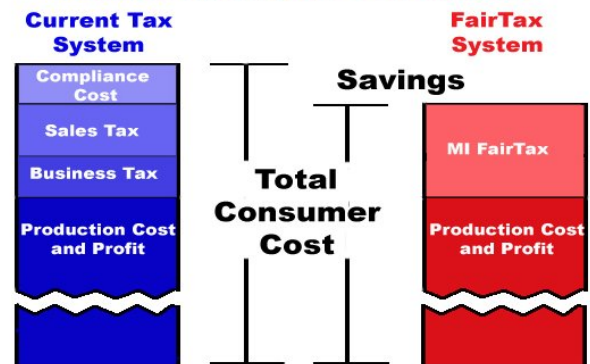 Current Tax
System
Compliance
Cost
Sales Tax
Business Tax
Production Cost
and Profit
Savings
Total
Consumer
Cost
FairTax
System
MI FairTax
Production Cost
and Profit